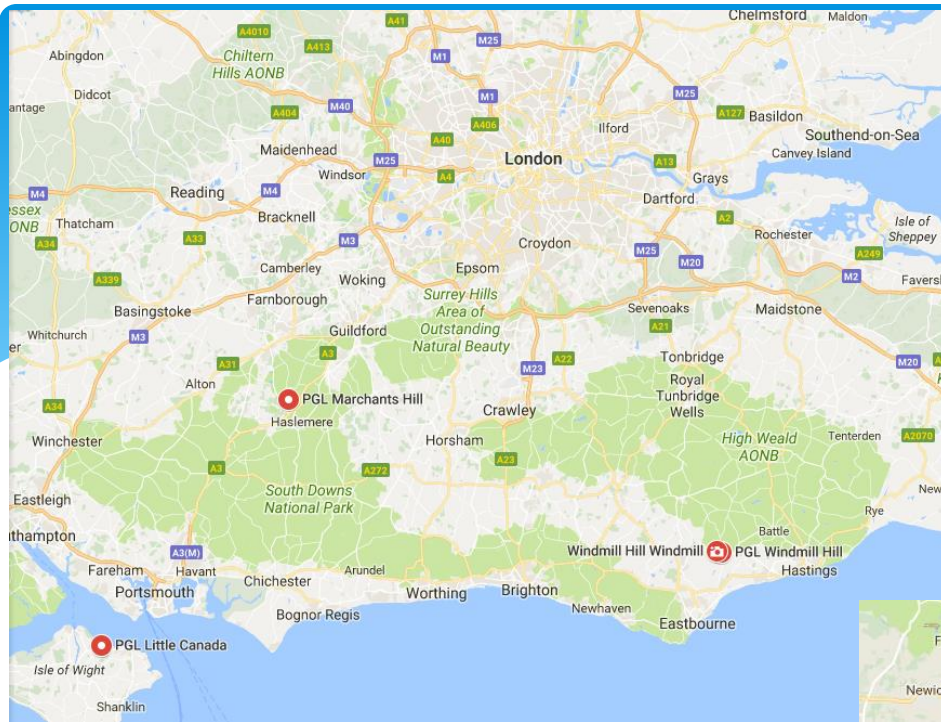 Chelmsford
Maldon
A41
A4010
M25
A413
Abingdon
Chiltern
Hills AONB
M1
Didcot
M25
M1
antage
M40
A404
A127
Basildon
A406
Ilford
Southend-on-Sea
A40
Maidenhead
London
Canvey Island
M25
A13
Windsor
A4
Grays
M4
Reading
M4
Dartford
essex
ONB
Bracknell
A2
Isle of
Sheppey
Thatcham
A33
M3
Croydon
Rochester
A34
M25
A249
Camberley
Epsom
M20
A339
Woking
M2
Faversh
Farnborough
Surrey Hills
Area of
Outstanding
Natural Beauty
Sevenoaks
Maidstone
Basingstoke
Guildford
A21
Whitchurch
M3
er
A3
A22
Tonbridge
A31
M23
M20
Royal
Tunbridge
Wells
Alton
PGL Marchants Hill
A34
Crawley
Haslemere
High Weald
AONB
Tenterden
A2070
Winchester
Horsham
A23
A3
A272
South Downs
National Park
New
Eastleigh
Rye
Battle
uthampton
Windmill Hill Windmill
PGL Windmill Hill
A3(M)
Fareham
Havant
Arundel
Hastings
Chichester
Portsmouth
Worthing
Brighton
Newhaven
Bognor Regis
Eastbourne
PGL Little Canada
Isle of Wight
Newic
Shanklin